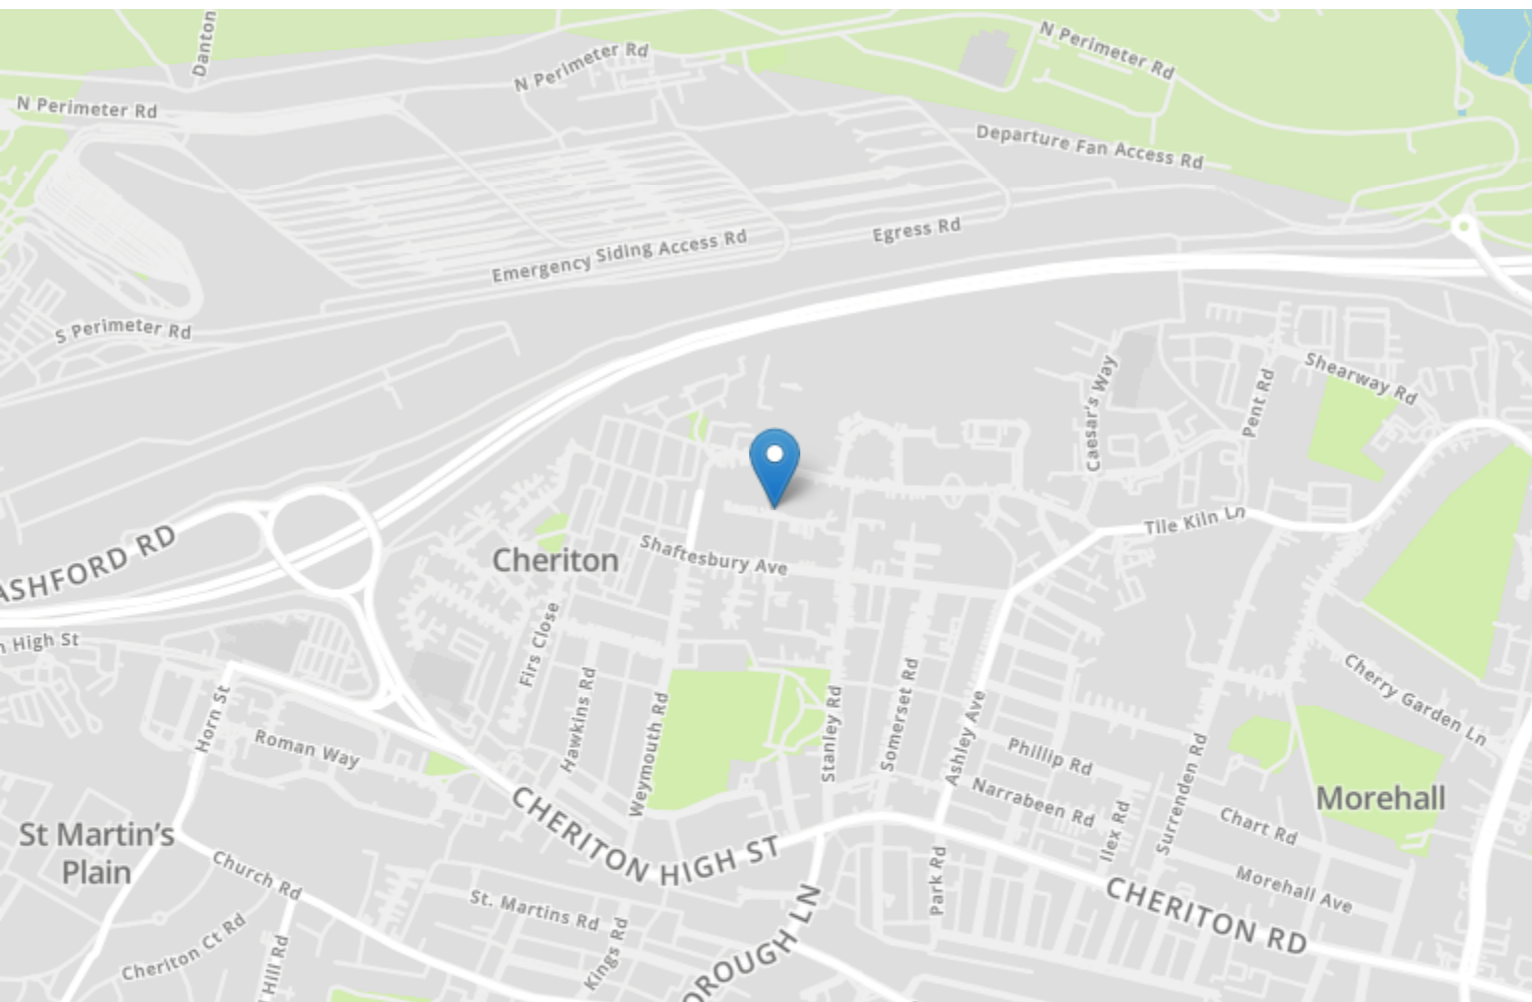 Danton
N Perimeter Rd
N Perimeter Rd
N Perimeter Rd
Departure Fan Access Rd
Egress Rd
Emergency Siding Access Rd
S Perimeter Rd
Shearway Rd
Caesar's Way
Pent Rd
Tile Kiln Ln
ASHFORD RD
Cheriton
Shaftesbury Ave
Firs Close
High St
Horn St
Roman Way
Hawkins Rd
Weymouth Rd
Stanley Rd
Somerset Rd
Ashley Ave
Phillip Rd
Narrabeen Rd
Ilex Rd
Surrenden Rd
Cherry Garden Ln
Chart Rd
Morehall
Morehall Ave
CHERITON HIGH ST
St Martin's
Plain
Church Rd
Cheriton Ct Rd
Hill Rd
St. Martins Rd
Kings Rd
OROUGH LN
Park Rd
CHERITON RD